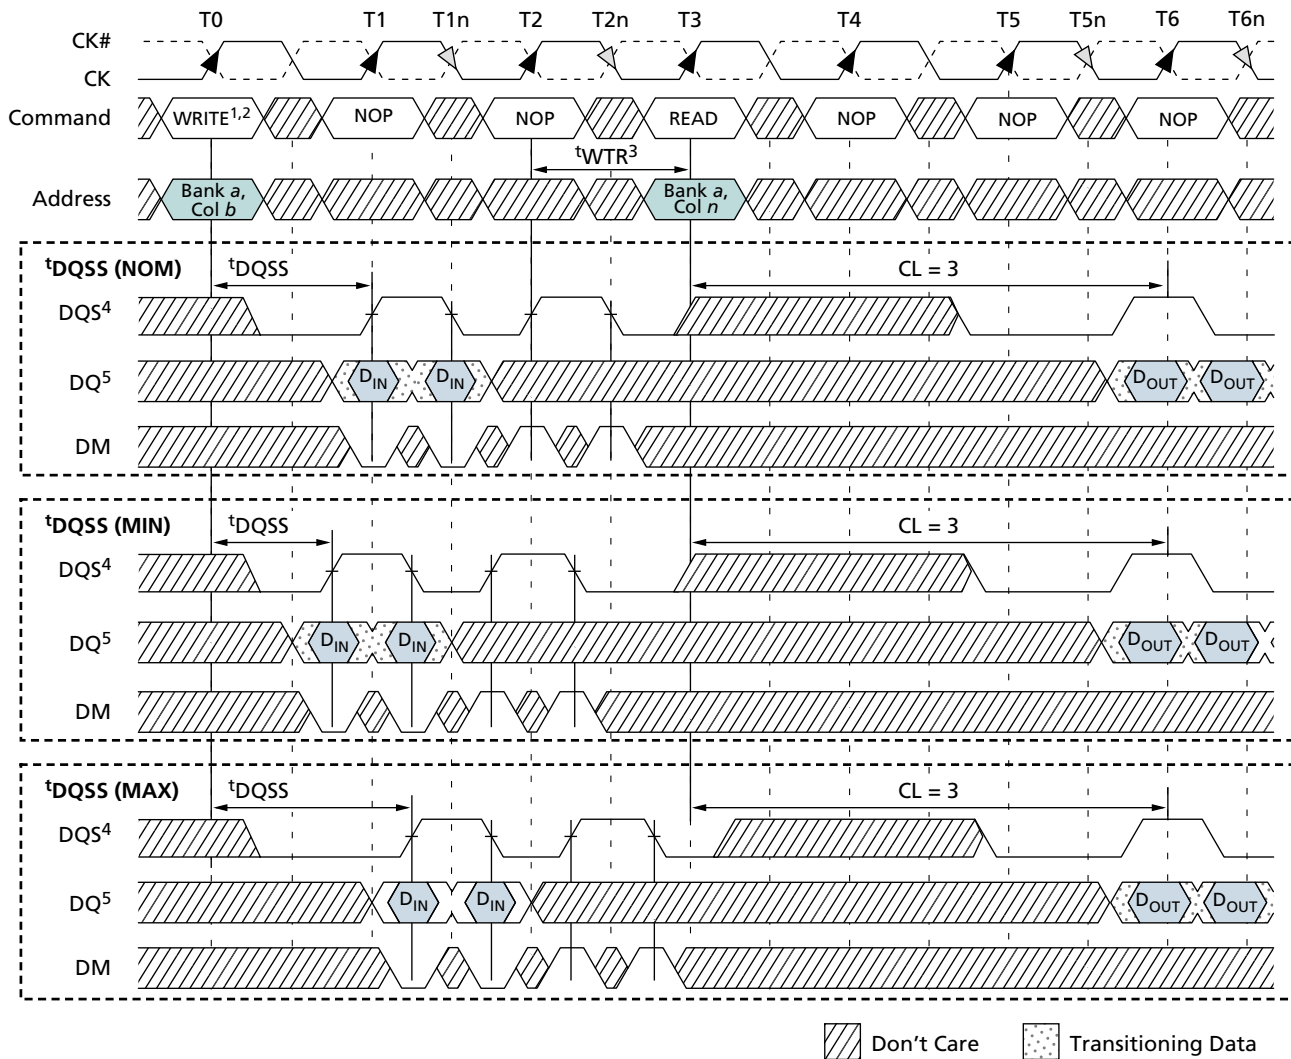 T0 T1 T1n T2 T2n T3 T4 T5 T5n T6 T6n
CK#
CK
Command WRITE1,2 NOP NOP READ NOP NOP NOP
tWTR3
Address Bank a, Col b Bank a, Col n
tDQSS (NOM) tDQSS CL = 3
DQS4
DQ5 DIN DIN DOUT DOUT
DM
tDQSS (MIN) tDQSS CL = 3
DQS4
DQ5 DIN DIN DOUT DOUT
DM
tDQSS (MAX) tDQSS CL = 3
DQS4
DQ5 DIN DIN DOUT DOUT
DM
Don't Care Transitioning Data